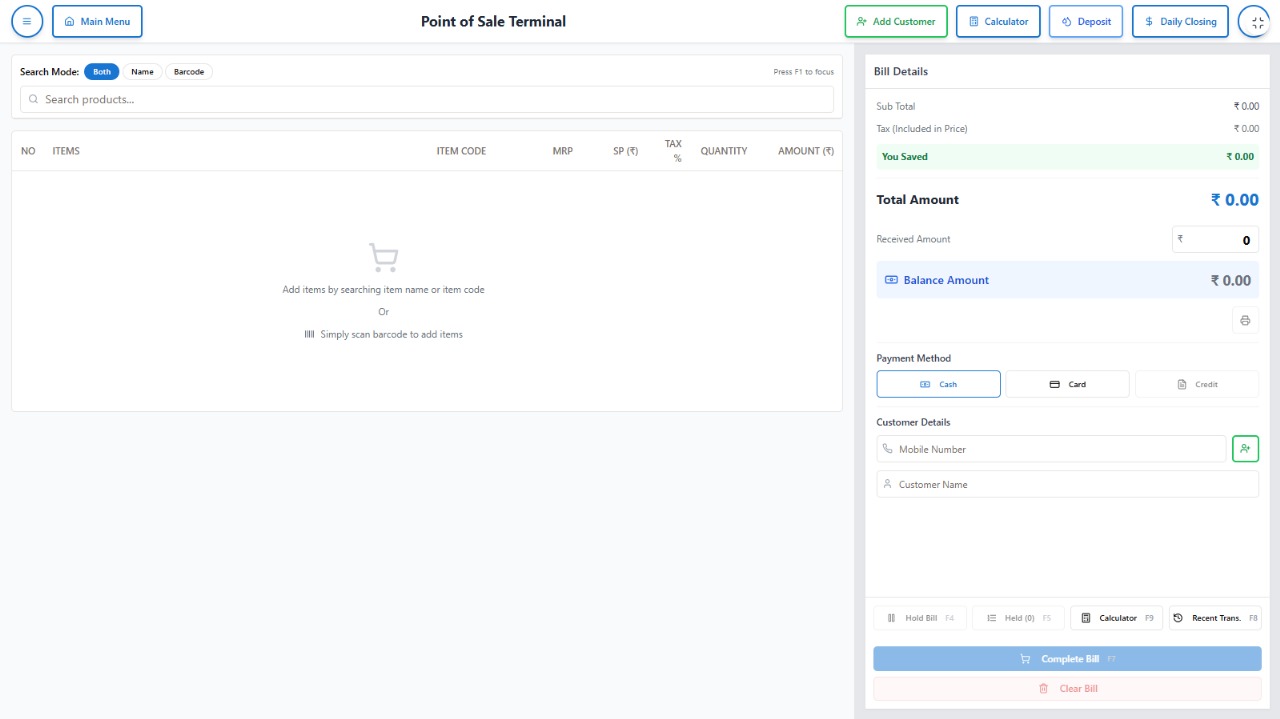 Main Menu
Point of Sale Terminal
Add Customer
Calculator
Deposit
Daily Closing
Search Mode: Both Name Barcode
Press F1 to focus
Search products...
NO ITEMS ITEM CODE MRP SP (₹) TAX % QUANTITY AMOUNT (₹)
Add items by searching item name or item code
Or
Simply scan barcode to add items
Bill Details
Sub Total ₹ 0.00
Tax (Included in Price) ₹ 0.00
You Saved ₹ 0.00
Total Amount ₹ 0.00
Received Amount ₹ 0
Balance Amount ₹ 0.00
Payment Method
Cash Card Credit
Customer Details
Mobile Number
Customer Name
Hold Bill F4 Held (0) F5 Calculator F9 Recent Trans. F8
Complete Bill F7
Clear Bill